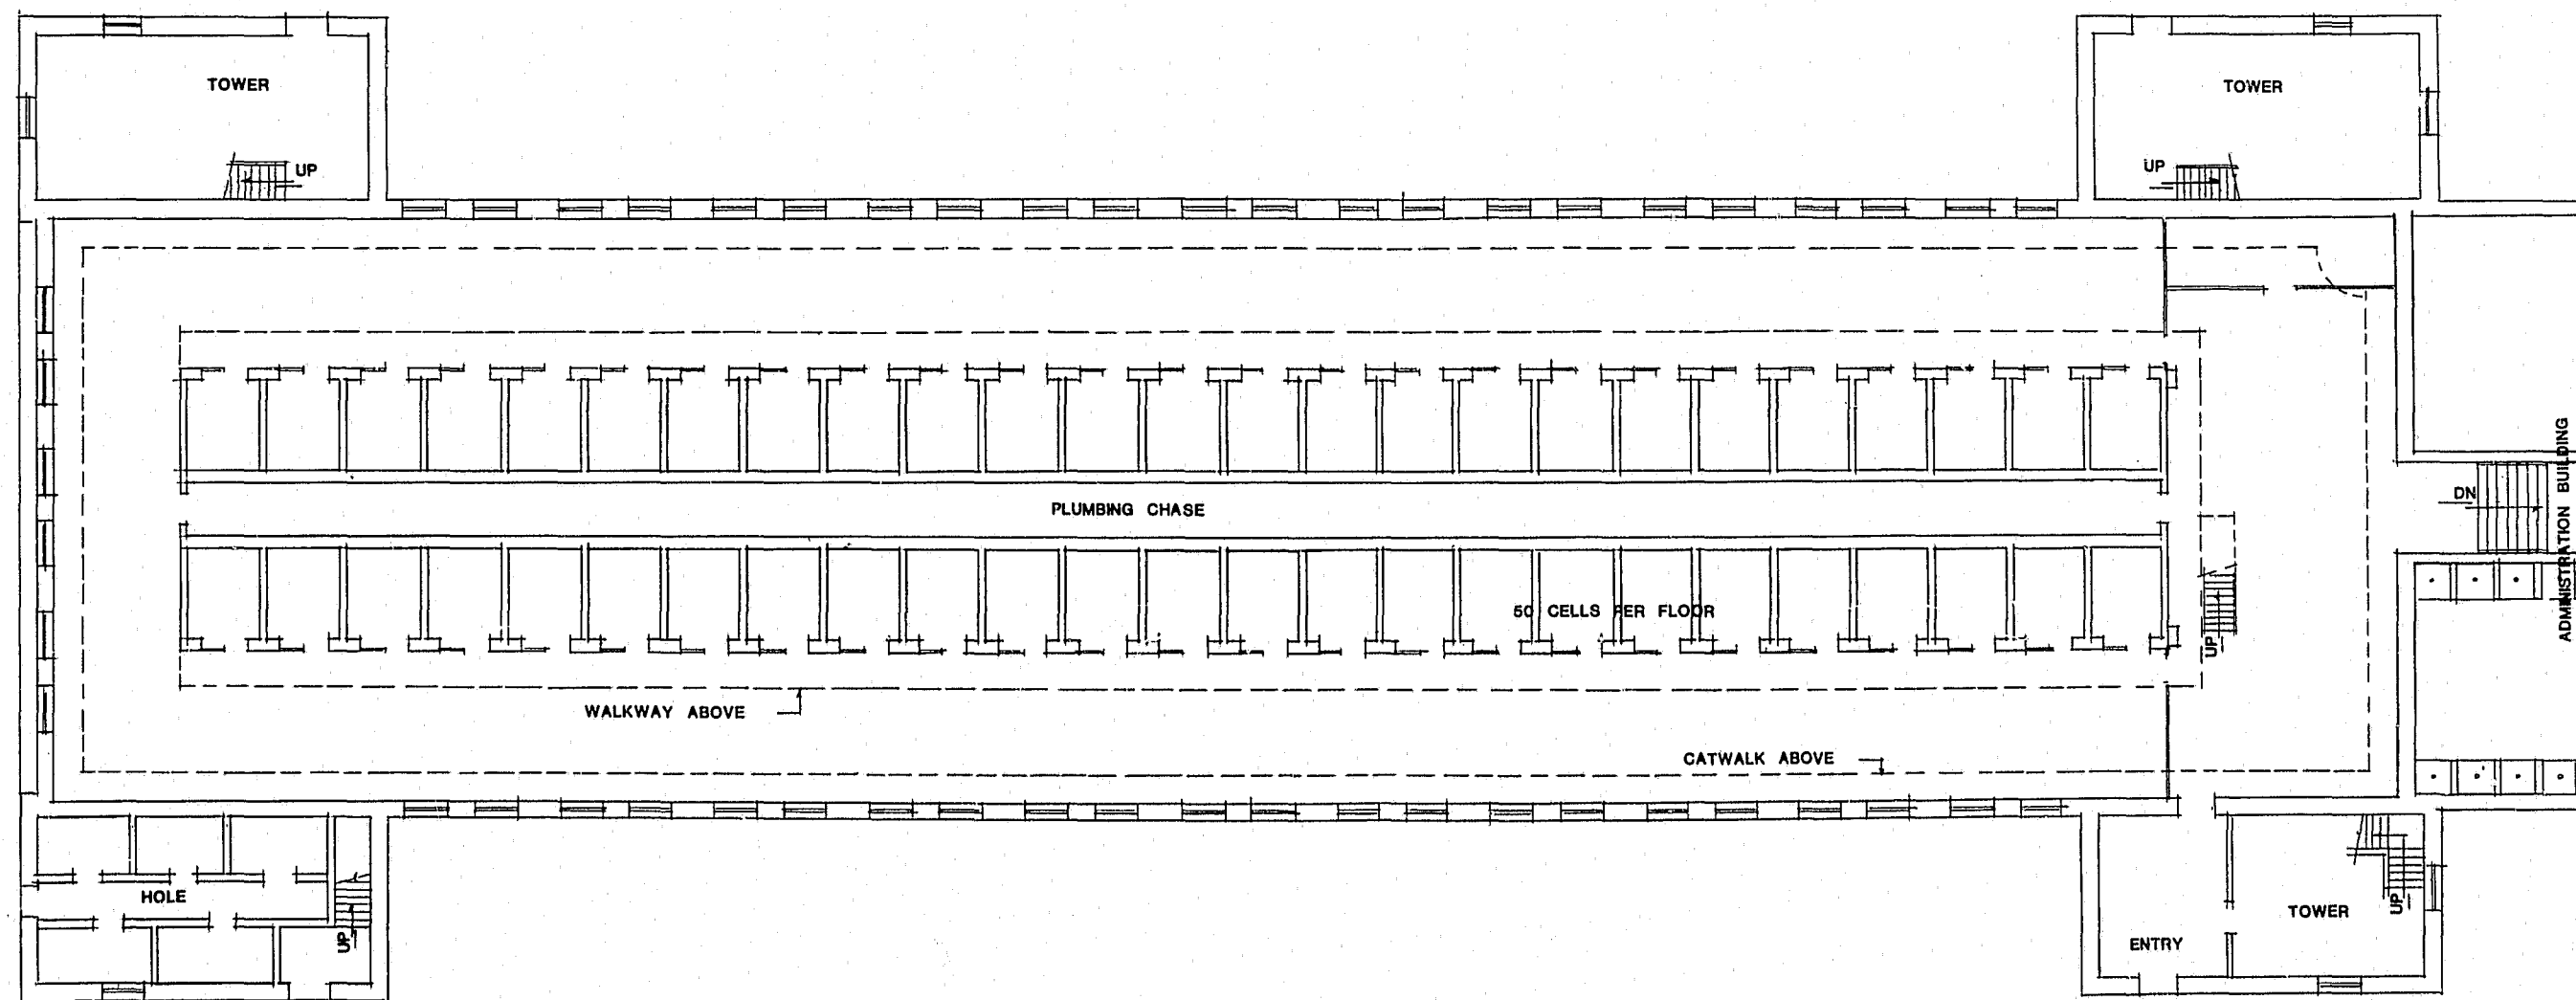 TOWER
TOWER
UP
UP
ADMINISTRATION BUILDING
DN
PLUMBING CHASE
50 CELLS PER FLOOR
UP
WALKWAY ABOVE
CATWALK ABOVE
HOLE
UP
UP
TOWER
ENTRY